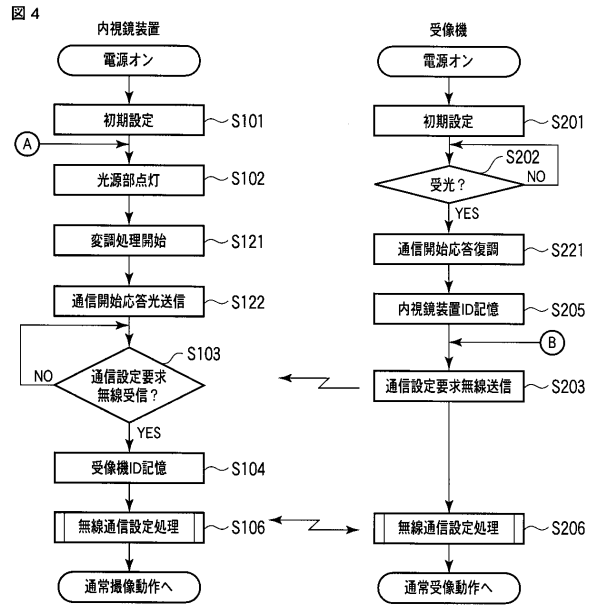 図 4
内視鏡装置
電源オン
初期設定
S101
A
光源部点灯
S102
変調処理開始
S121
通信開始応答光送信
S122
S103
通信設定要求
無線受信？
NO
YES
受像機ID記憶
S104
無線通信設定処理
S106
通常撮像動作へ
受像機
電源オン
初期設定
S201
S202
受光？
NO
YES
通信開始応答復調
S221
内視鏡装置ID記憶
S205
B
通信設定要求無線送信
S203
無線通信設定処理
S206
通常受像動作へ